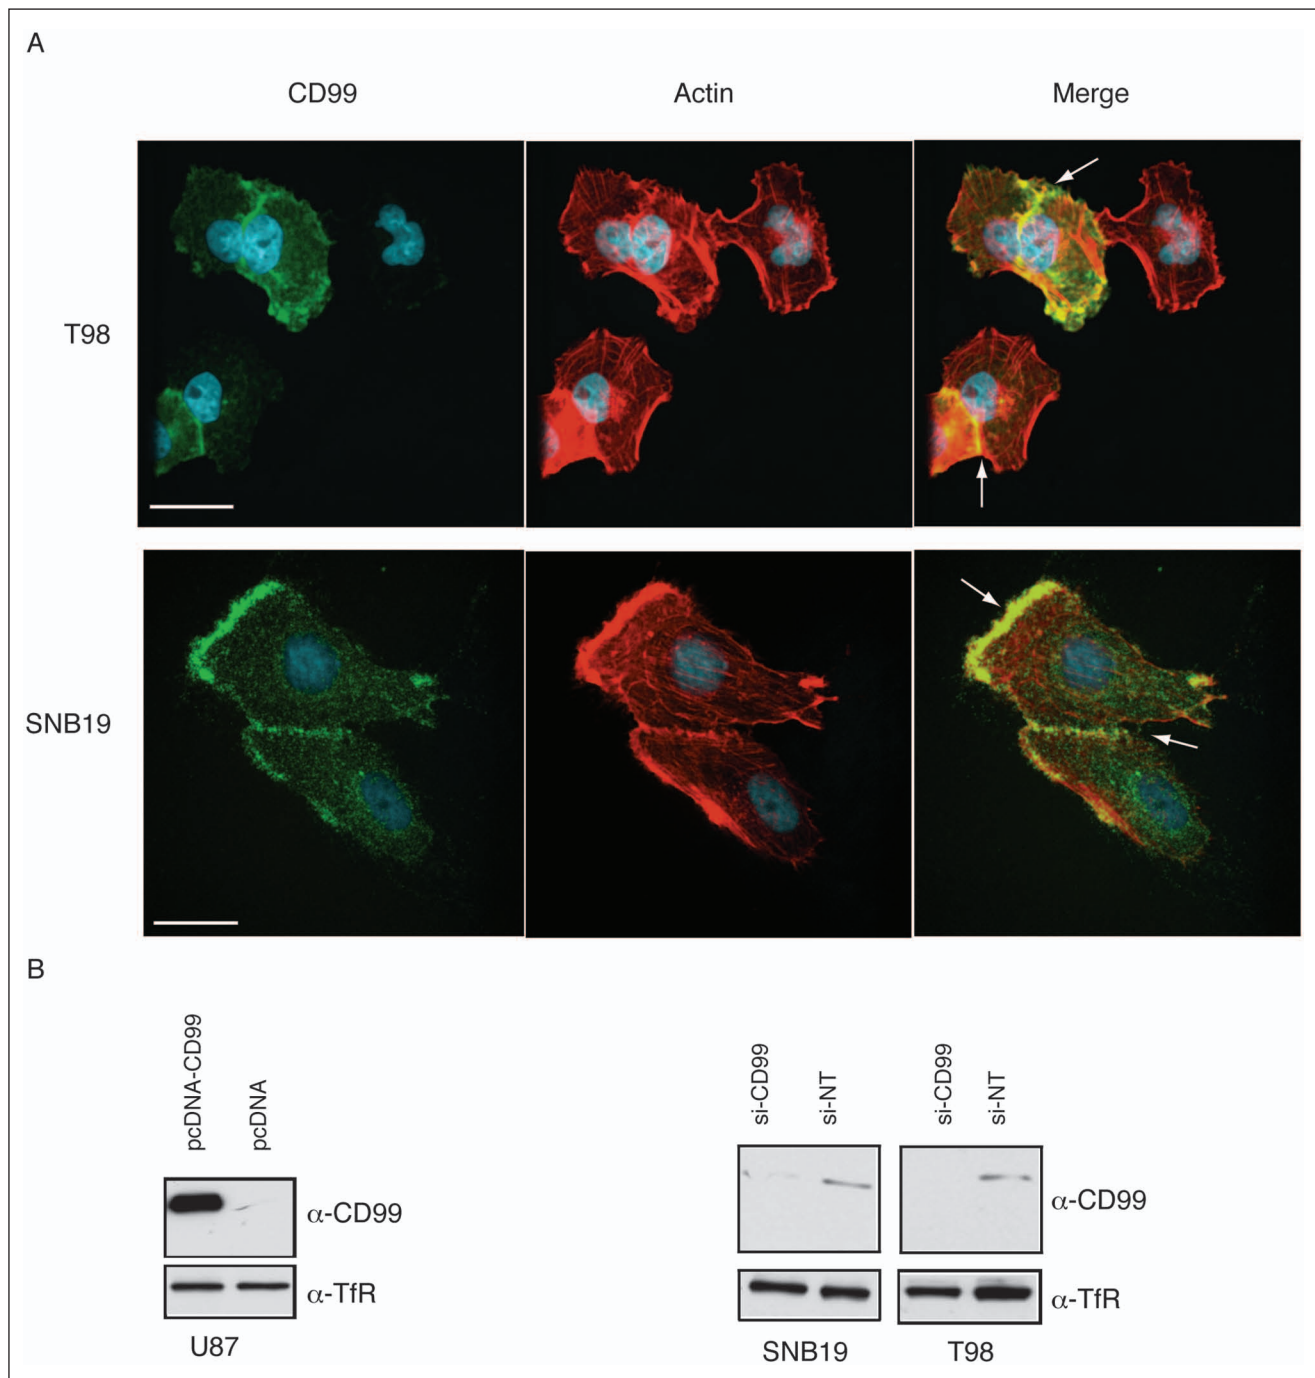 A
CD99 Actin Merge
T98
SNB19
B
pcDNA-CD99
pcDNA
si-CD99
si-NT
si-CD99
si-NT
α-CD99
α-CD99
α-TfR
α-TfR
U87
SNB19
T98